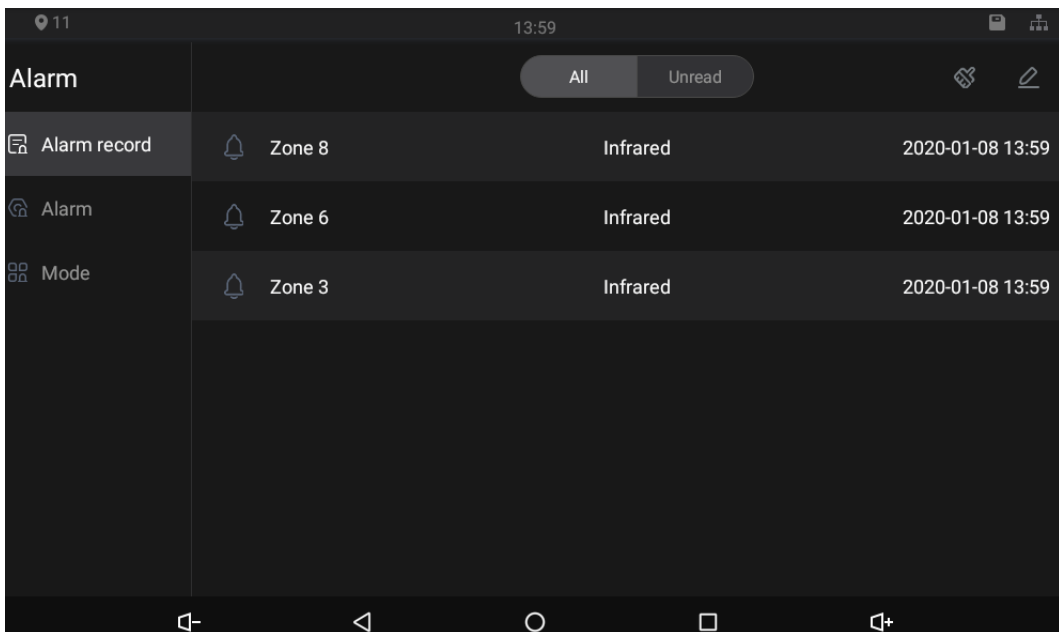 11 13:59
Alarm All Unread
Alarm record
Zone 8 Infrared 2020-01-08 13:59
Alarm
Zone 6 Infrared 2020-01-08 13:59
Mode
Zone 3 Infrared 2020-01-08 13:59